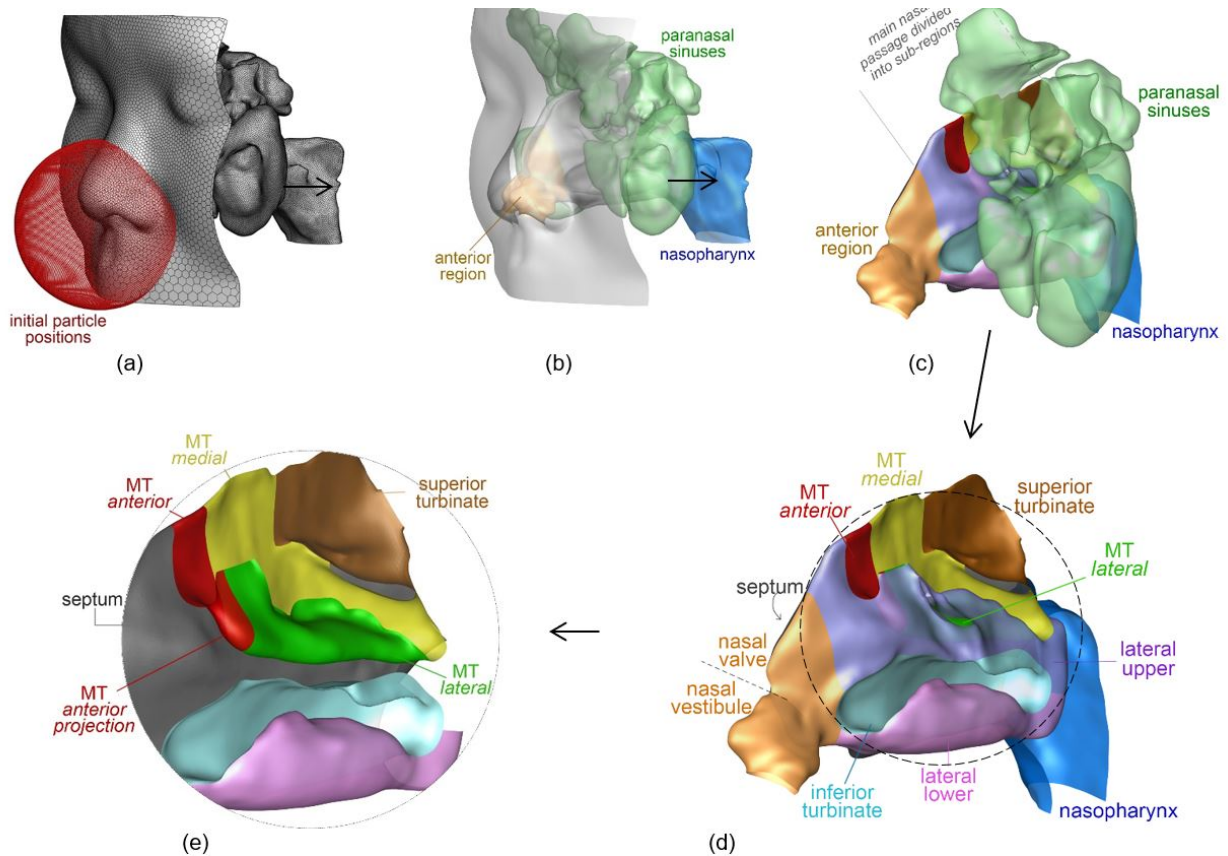 initial particle
positions
(a)
paranasal
sinuses
anterior
region
nasopharynx
(b)
main nasal
passage divided
into sub-regions
paranasal
sinuses
anterior
region
nasopharynx
(c)
MT
medial
MT
anterior
superior
turbinate
septum
MT
lateral
MT
anterior
projection
(e)
MT
medial
MT
anterior
superior
turbinate
MT
lateral
septum
nasal valve
nasal
vestibule
lateral
upper
inferior
turbinate
lateral
lower
nasopharynx
(d)